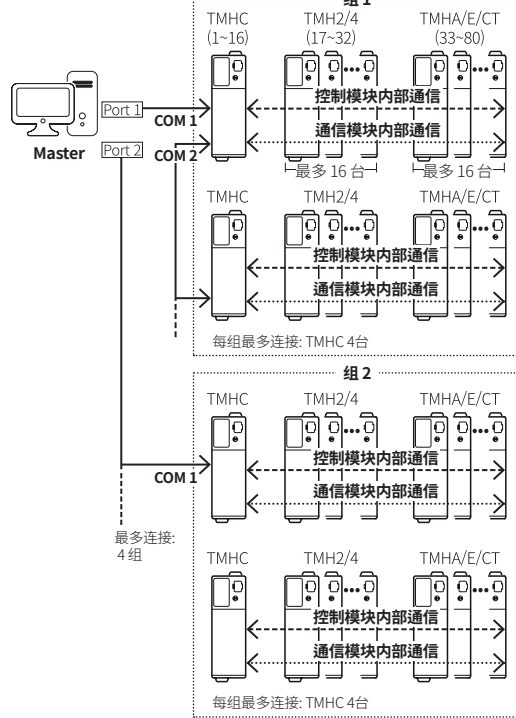 组 1
TMHC TMH2/4 TMHA/E/CT
(1~16) (17~32) (33~80)
控制模块内部通信
Port 1
COM 1
通信模块内部通信
Master Port 2 COM 2
最多 16 台 最多 16 台
TMHC TMH2/4 TMHA/E/CT
控制模块内部通信
通信模块内部通信
每组最多连接: TMHC 4台
组 2
TMHC TMH2/4 TMHA/E/CT
控制模块内部通信
COM 1
通信模块内部通信
最多连接:
4 组
TMHC TMH2/4 TMHA/E/CT
控制模块内部通信
通信模块内部通信
每组最多连接: TMHC 4台